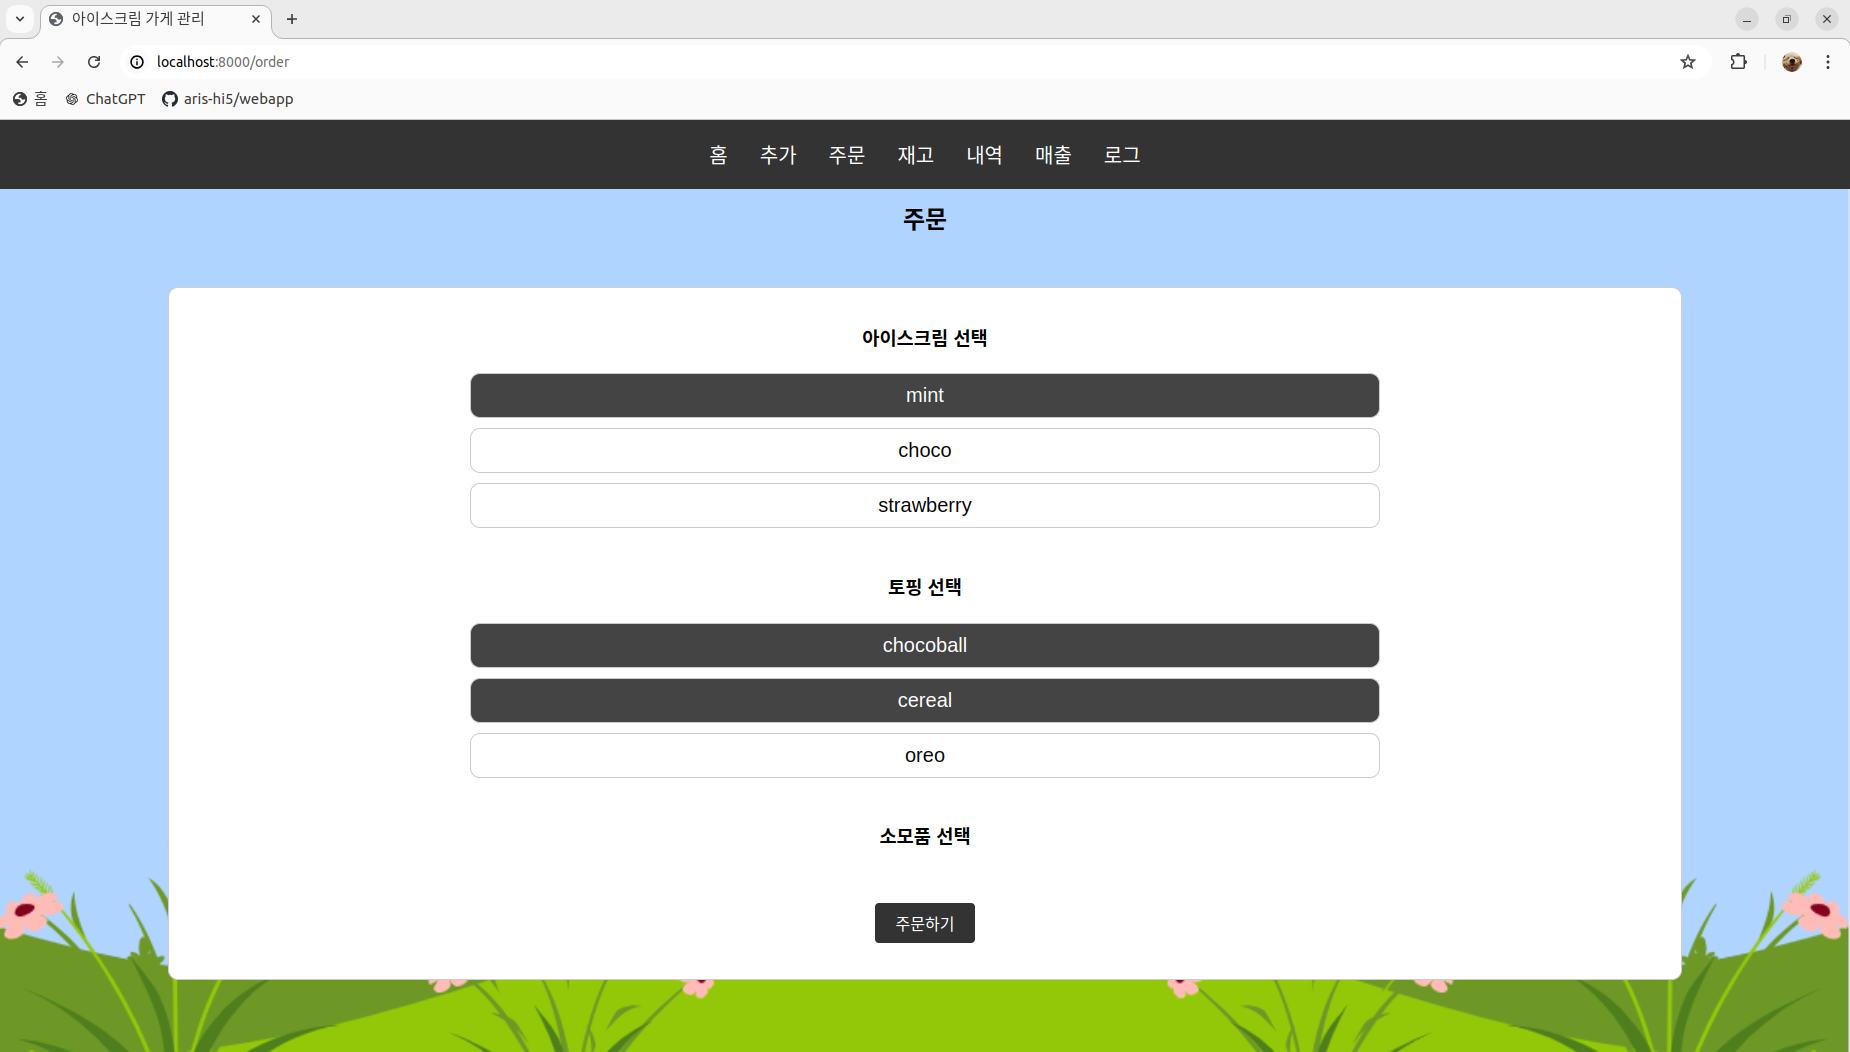 아이스크림 가게 관리
localhost:8000/order
홈 ChatGPT aris-hi5/webapp
홈 추가 주문 재고 내역 매출 로그
주문
아이스크림 선택
mint
choco
strawberry
토핑 선택
chocoball
cereal
oreo
소모품 선택
주문하기